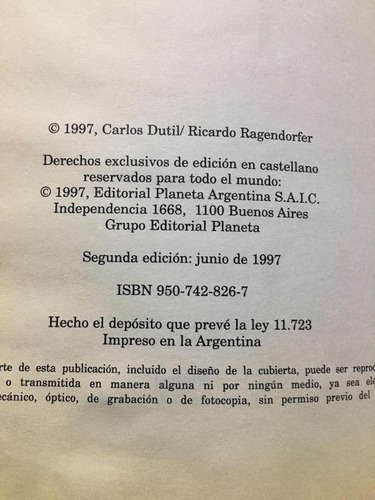 © 1997, Carlos Dutil/ Ricardo Ragendorfer
Derechos exclusivos de edición en castellano
reservados para todo el mundo:
© 1997, Editorial Planeta Argentina S.A.I.C.
Independencia 1668, 1100 Buenos Aires
Grupo Editorial Planeta
Segunda edición: junio de 1997
ISBN 950-742-826-7
Hecho el depósito que prevé la ley 11.723
Impreso en la Argentina
de esta publicación, incluido el diseño de la cubierta, puede ser
o transmitida en manera alguna ni por ningún medio, ya sea
óptico, de grabación o de fotocopia, sin permiso previo del